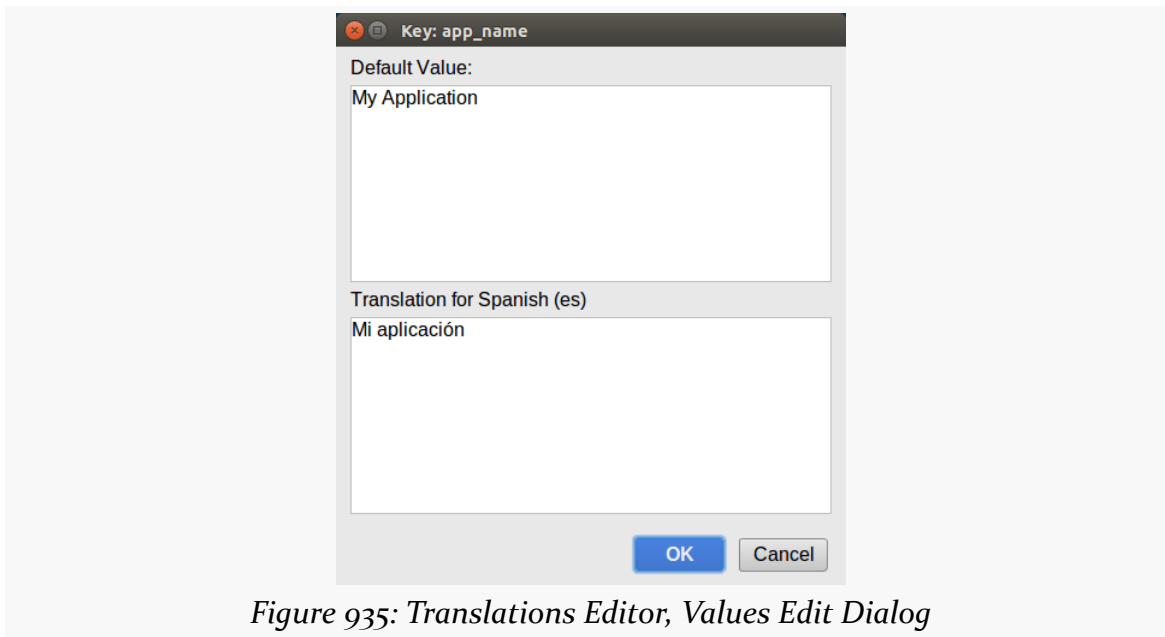 Key: app_name
Default Value:
My Application
Translation for Spanish (es)
Mi aplicación
OK Cancel
Figure 935: Translations Editor, Values Edit Dialog